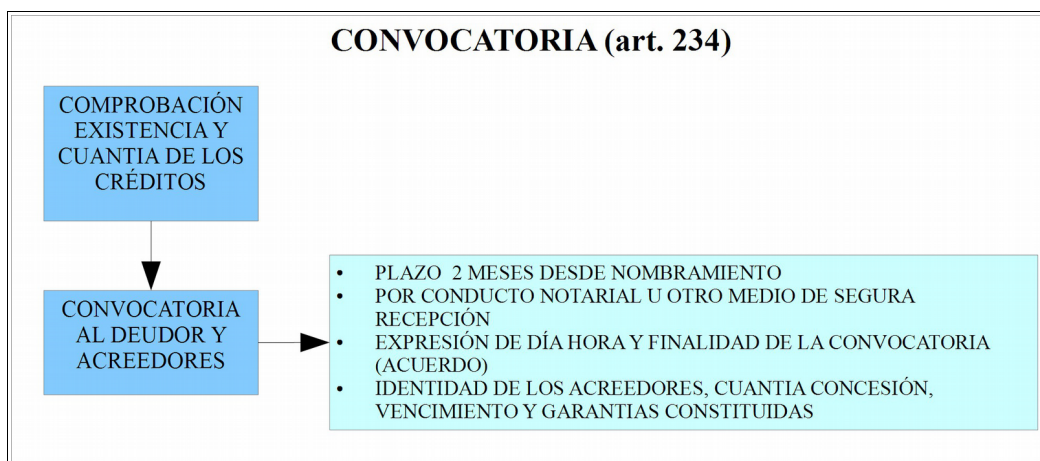 CONVOCATORIA (art. 234)
COMPROBACIÓN
EXISTENCIA Y
CUANTIA DE LOS
CRÉDITOS
CONVOCATORIA
AL DEUDOR Y
ACREEDORES
• PLAZO 2 MESES DESDE NOMBRAMIENTO
• POR CONDUCTO NOTARIAL U OTRO MEDIO DE SEGURA
RECEPCIÓN
• EXPRESIÓN DE DÍA HORA Y FINALIDAD DE LA CONVOCATORIA
(ACUERDO)
• IDENTIDAD DE LOS ACREEDORES, CUANTIA CONCESIÓN,
VENCIMIENTO Y GARANTIAS CONSTITUIDAS